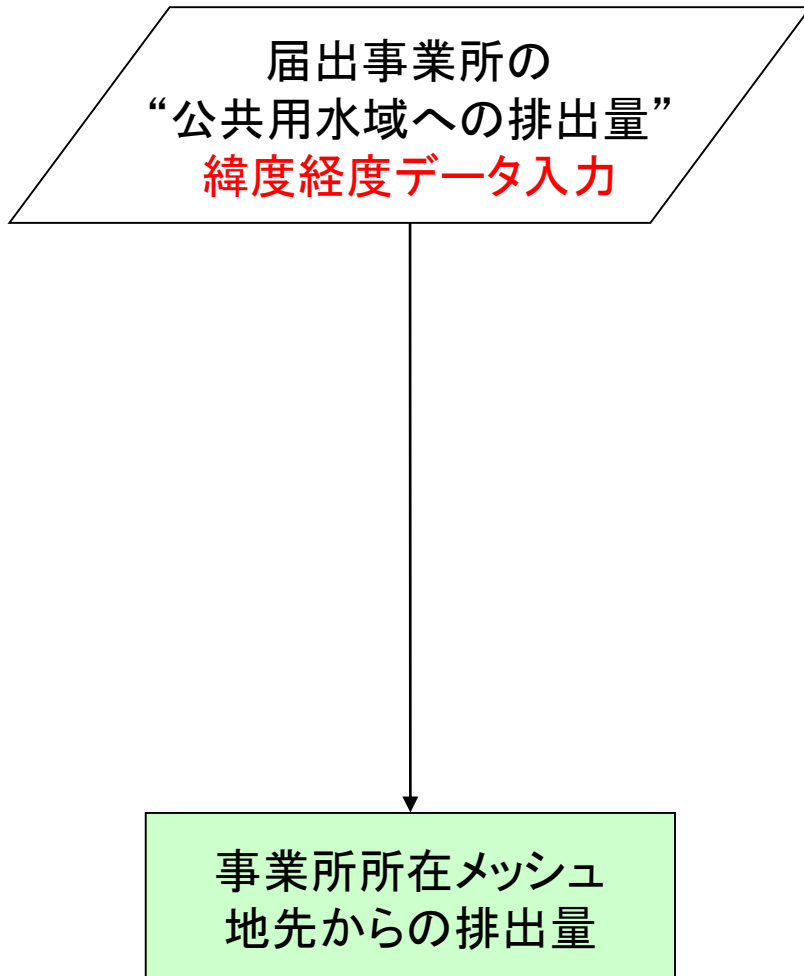 届出事業所の
“公共用水域への排出量”
緯度経度データ入力
事業所所在メッシュ
地先からの排出量